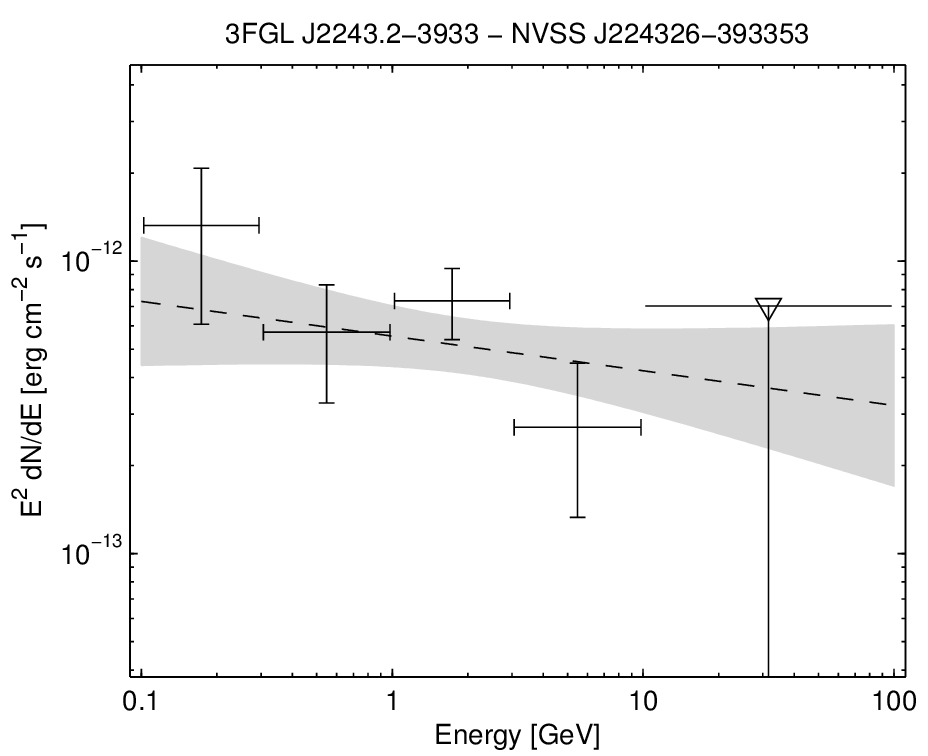 3FGL J2243.2−3933 − NVSS J224326−393353
E² dN/dE [erg cm⁻² s⁻¹]
10⁻¹²
10⁻¹³
0.1 1 10 100
Energy [GeV]